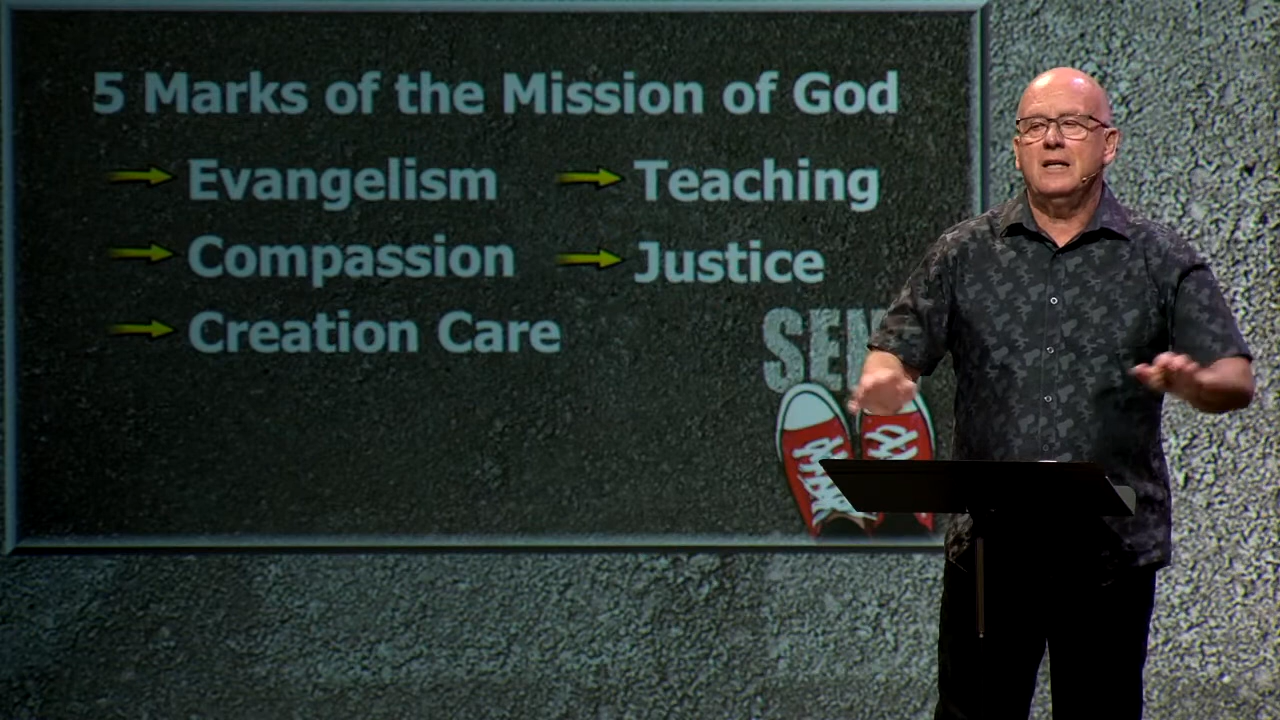 5 Marks of the Mission of God
Evangelism
Teaching
Compassion
Justice
Creation Care